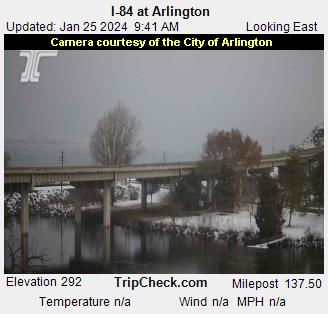 I-84 at Arlington
Updated: Jan 25 2024 9:41 AM Looking East
Camera courtesy of the City of Arlington
Elevation 292 TripCheck.com Milepost 137.50
Temperature n/a Wind n/a MPH n/a